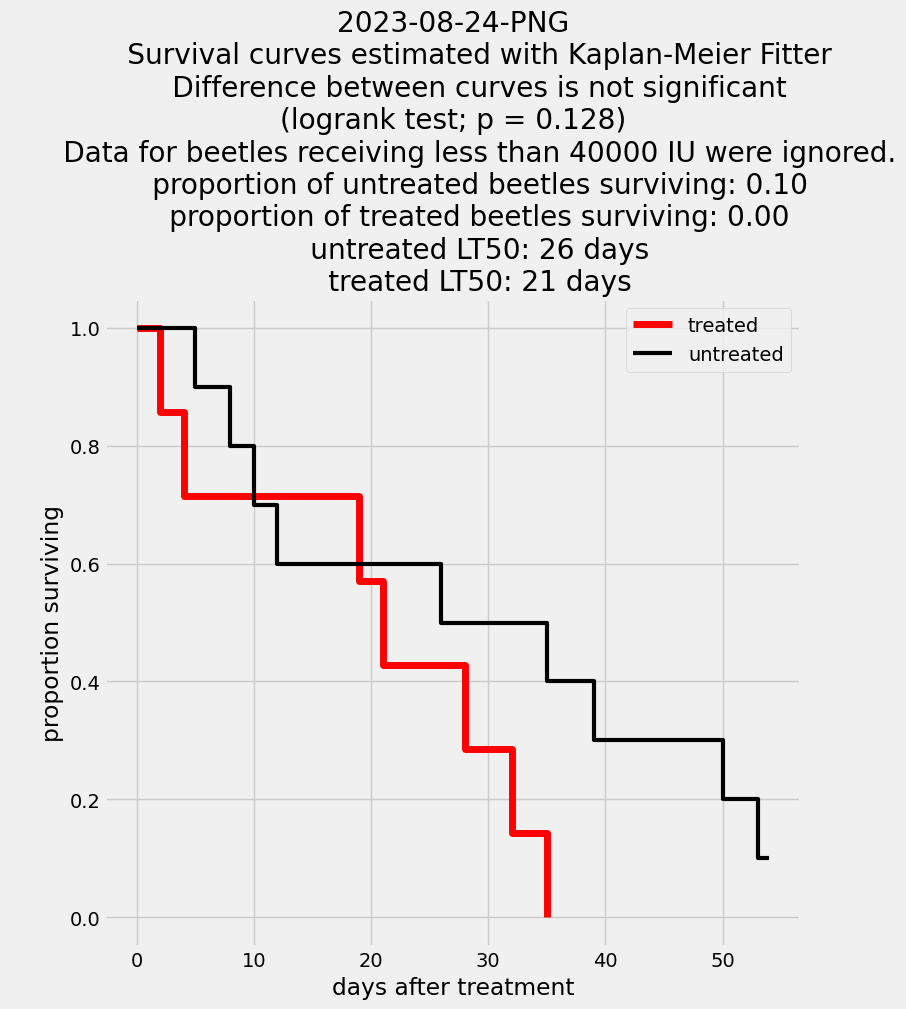 2023-08-24-PNG
Survival curves estimated with Kaplan-Meier Fitter
Difference between curves is not significant
(logrank test; p = 0.128)
Data for beetles receiving less than 40000 IU were ignored.
proportion of untreated beetles surviving: 0.10
proportion of treated beetles surviving: 0.00
untreated LT50: 26 days
treated LT50: 21 days
treated
untreated
1.0
0.8
0.6
0.4
0.2
0.0
proportion surviving
0 10 20 30 40 50
days after treatment